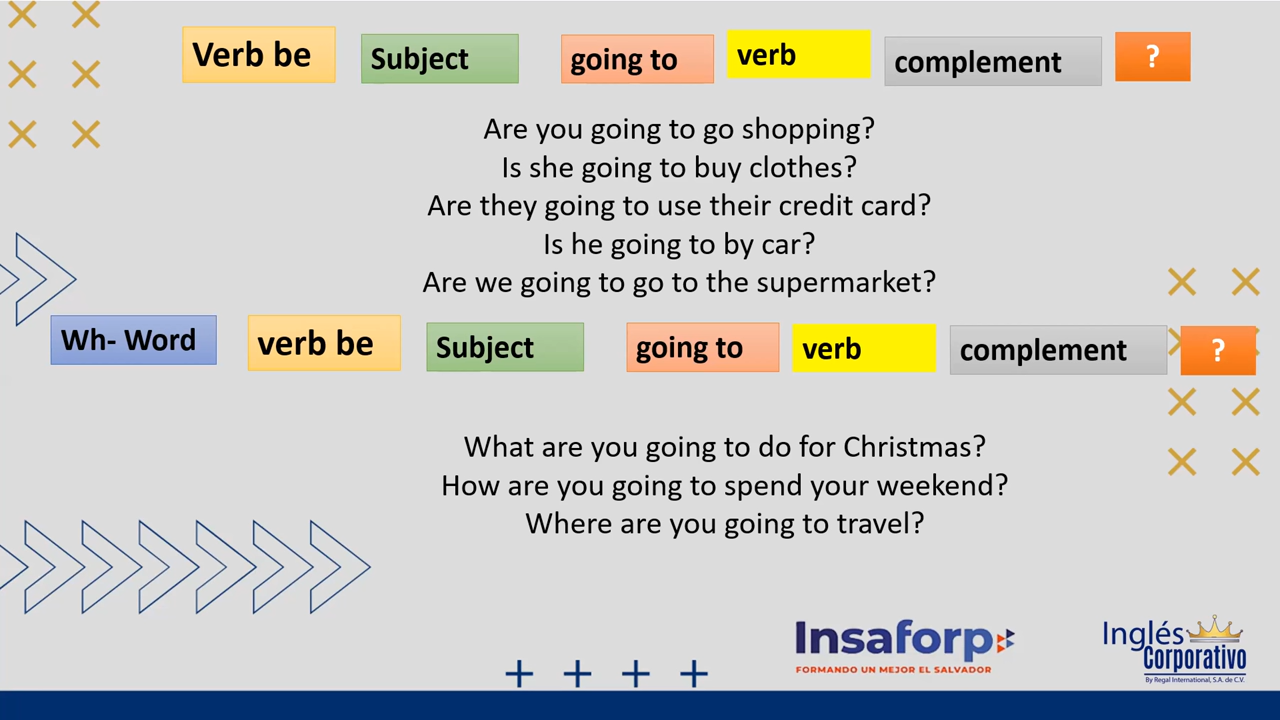 Verb be Subject going to verb complement ?
Are you going to go shopping?
Is she going to buy clothes?
Are they going to use their credit card?
Is he going to by car?
Are we going to go to the supermarket?
Wh- Word verb be Subject going to verb complement ?
What are you going to do for Christmas?
How are you going to spend your weekend?
Where are you going to travel?
Insaforp
FORMANDO UN MEJOR EL SALVADOR
Inglés
Corporativo
By Regal International, S.A. de C.V.